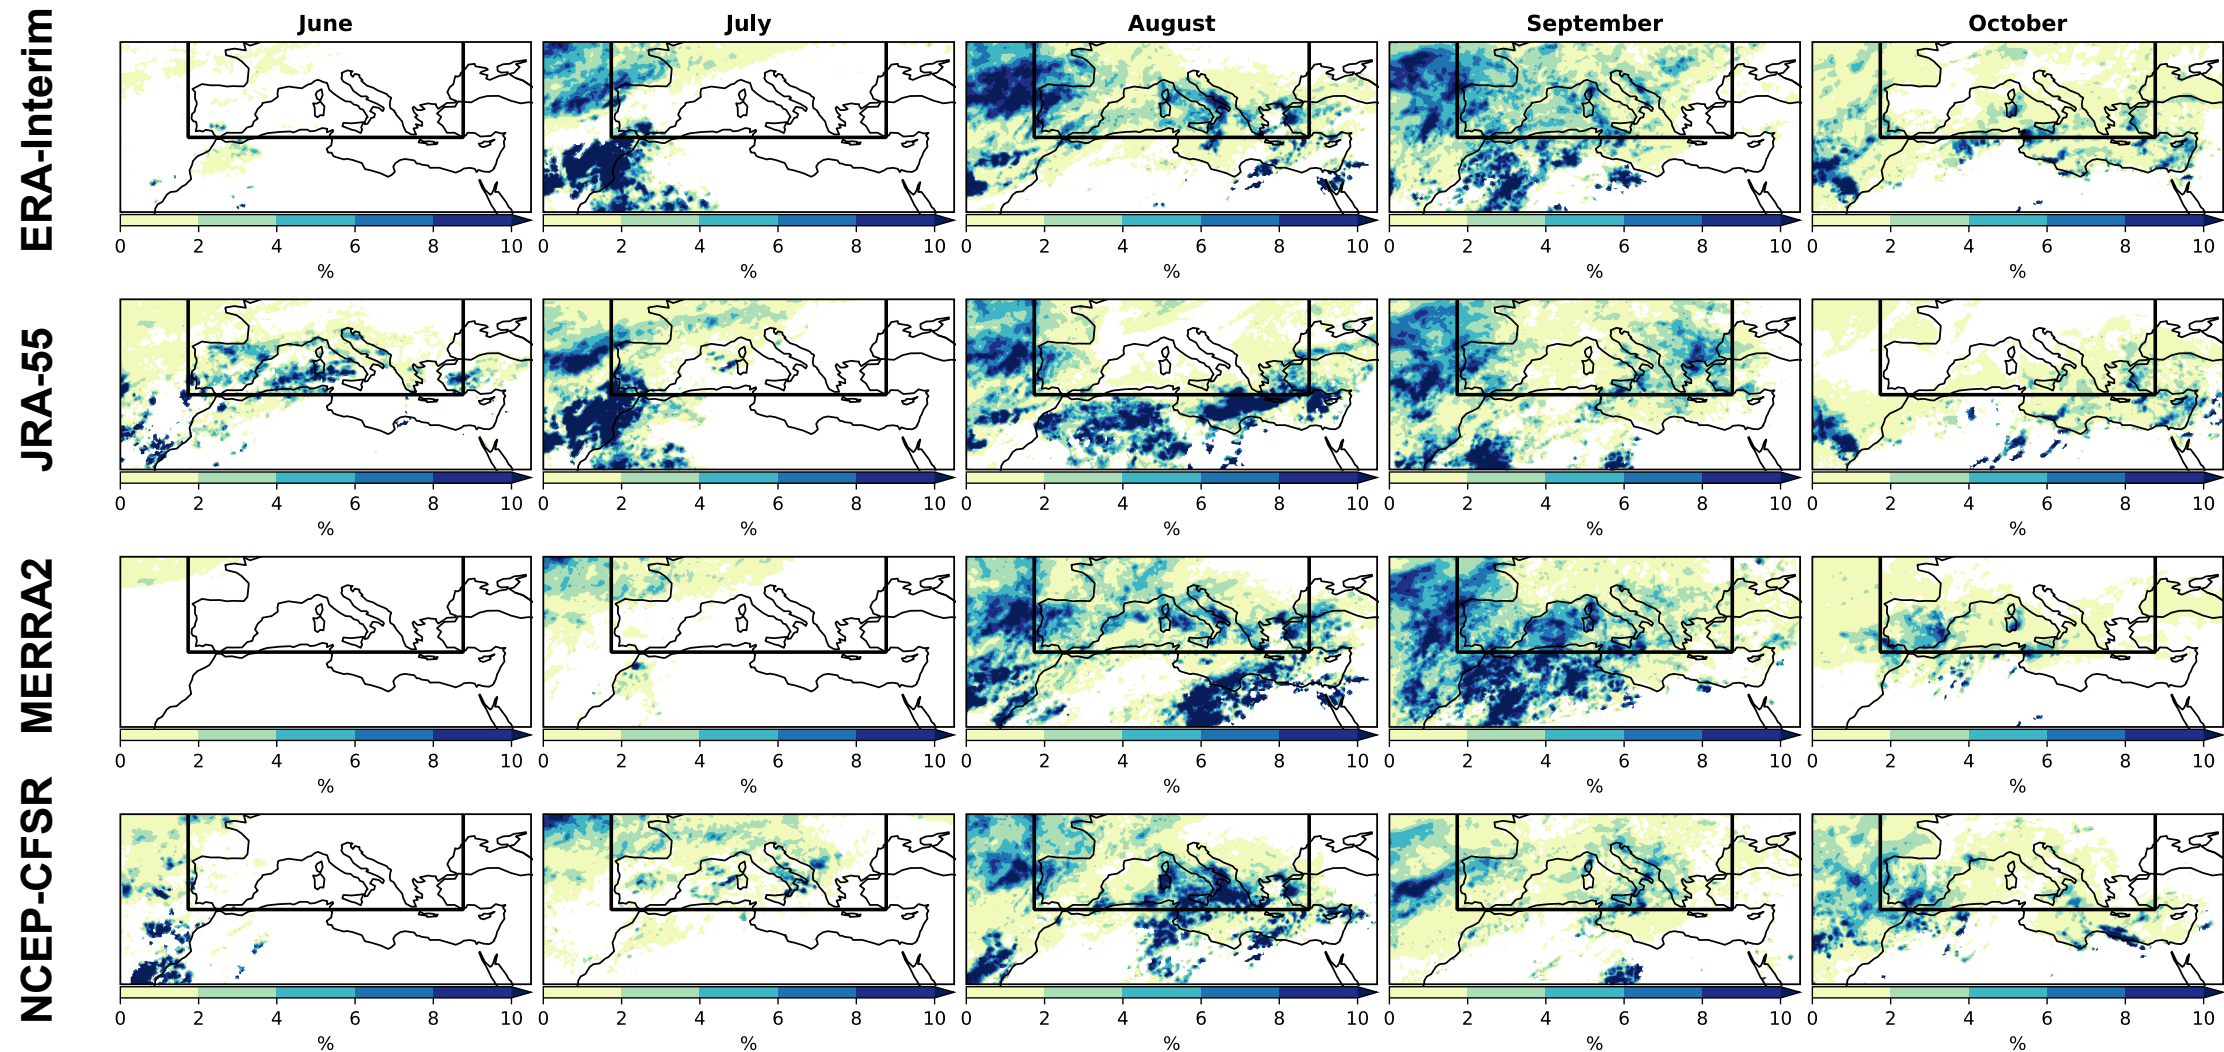 June July August September October
ERA-Interim
0 2 4 6 8 10 0 2 4 6 8 10 0 2 4 6 8 10 0 2 4 6 8 10 0 2 4 6 8 10
% % % % %
JRA-55
0 2 4 6 8 10 0 2 4 6 8 10 0 2 4 6 8 10 0 2 4 6 8 10 0 2 4 6 8 10
% % % % %
MERRA2
0 2 4 6 8 10 0 2 4 6 8 10 0 2 4 6 8 10 0 2 4 6 8 10 0 2 4 6 8 10
% % % % %
NCEP-CFSR
0 2 4 6 8 10 0 2 4 6 8 10 0 2 4 6 8 10 0 2 4 6 8 10 0 2 4 6 8 10
% % % % %